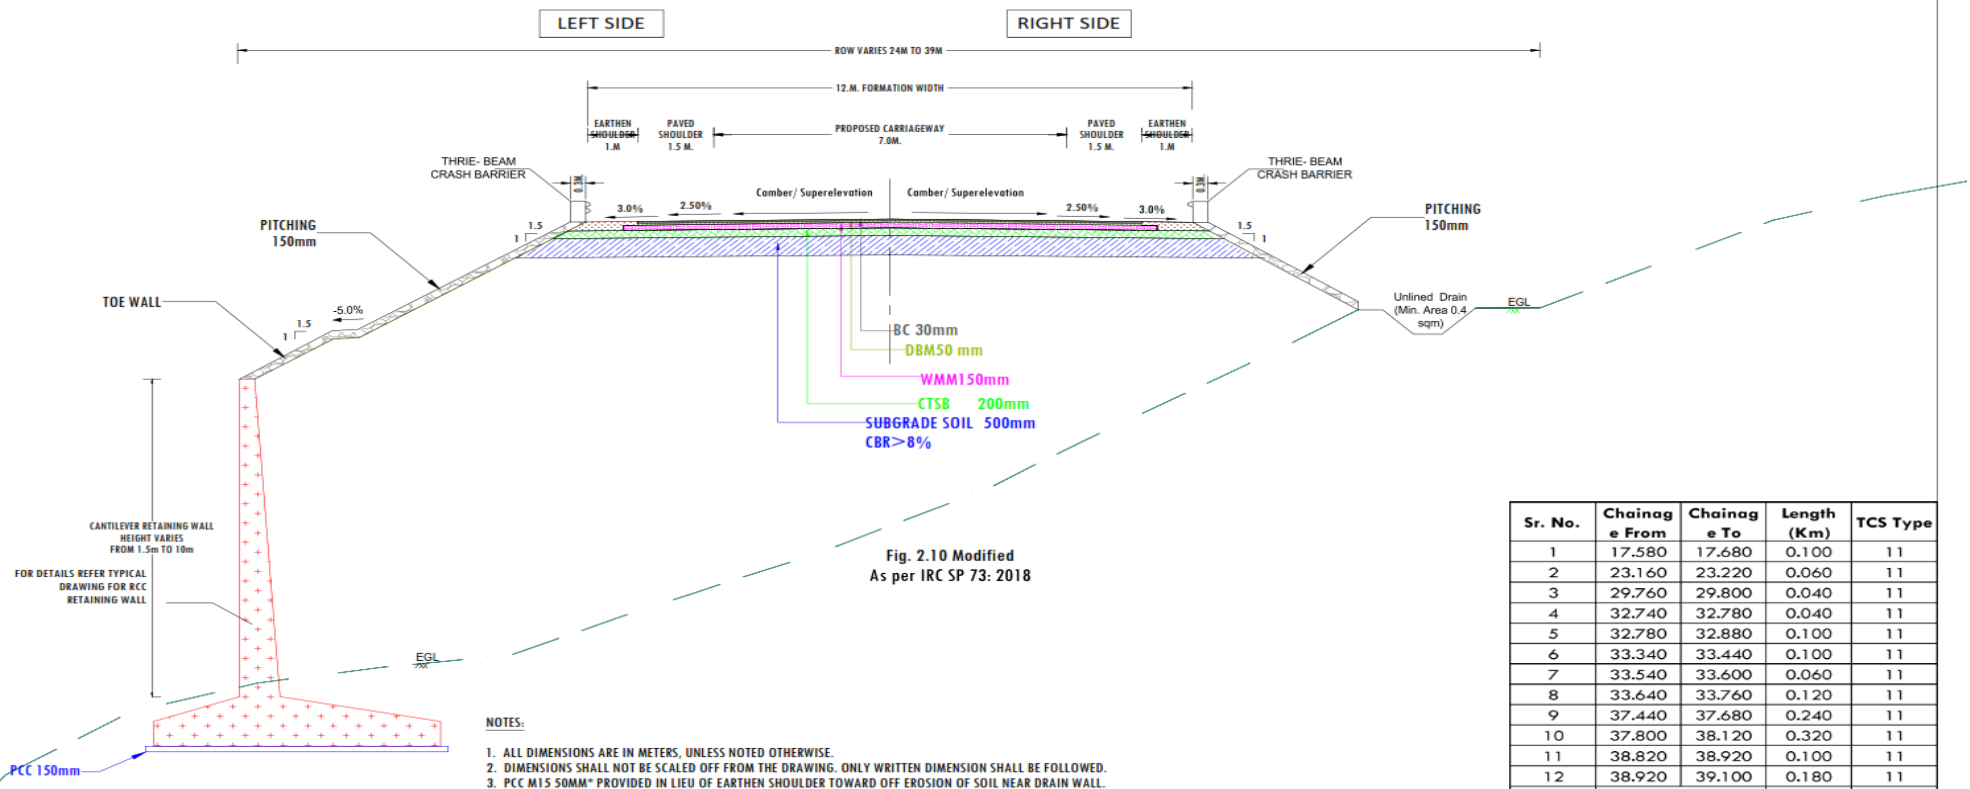 LEFT SIDE
RIGHT SIDE
ROW VARIES 24M TO 39M
12.M. FORMATION WIDTH
EARTHEN
SHOULDER
1.M
PAVED
SHOULDER
1.5 M.
PROPOSED CARRIAGEWAY
7.0M.
PAVED
SHOULDER
1.5 M.
EARTHEN
SHOULDER
1.M
THRIE- BEAM
CRASH BARRIER
0.3M
Camber/ Superelevation
Camber/ Superelevation
0.3M
THRIE- BEAM
CRASH BARRIER
3.0%
2.50%
2.50%
3.0%
PITCHING
150mm
1.5
1
1.5
1
PITCHING
150mm
TOE WALL
-5.0%
1.5
1
Unlined Drain
(Min. Area 0.4
sqm)
EGL
BC 30mm
DBM50 mm
WMM150mm
CTSB 200mm
SUBGRADE SOIL 500mm
CBR>8%
CANTILEVER RETAINING WALL
HEIGHT VARIES
FROM 1.5m TO 10m
FOR DETAILS REFER TYPICAL
DRAWING FOR RCC
RETAINING WALL
EGL
PCC 150mm
Fig. 2.10 Modified
As per IRC SP 73: 2018
NOTES:
1. ALL DIMENSIONS ARE IN METERS, UNLESS NOTED OTHERWISE.
2. DIMENSIONS SHALL NOT BE SCALED OFF FROM THE DRAWING. ONLY WRITTEN DIMENSION SHALL BE FOLLOWED.
3. PCC M15 50MM* PROVIDED IN LIEU OF EARTHEN SHOULDER TOWARD OFF EROSION OF SOIL NEAR DRAIN WALL.
Sr. No. Chainag e From Chainag e To Length (Km) TCS Type
1 17.580 17.680 0.100 11
2 23.160 23.220 0.060 11
3 29.760 29.800 0.040 11
4 32.740 32.780 0.040 11
5 32.780 32.880 0.100 11
6 33.340 33.440 0.100 11
7 33.540 33.600 0.060 11
8 33.640 33.760 0.120 11
9 37.440 37.680 0.240 11
10 37.800 38.120 0.320 11
11 38.820 38.920 0.100 11
12 38.920 39.100 0.180 11